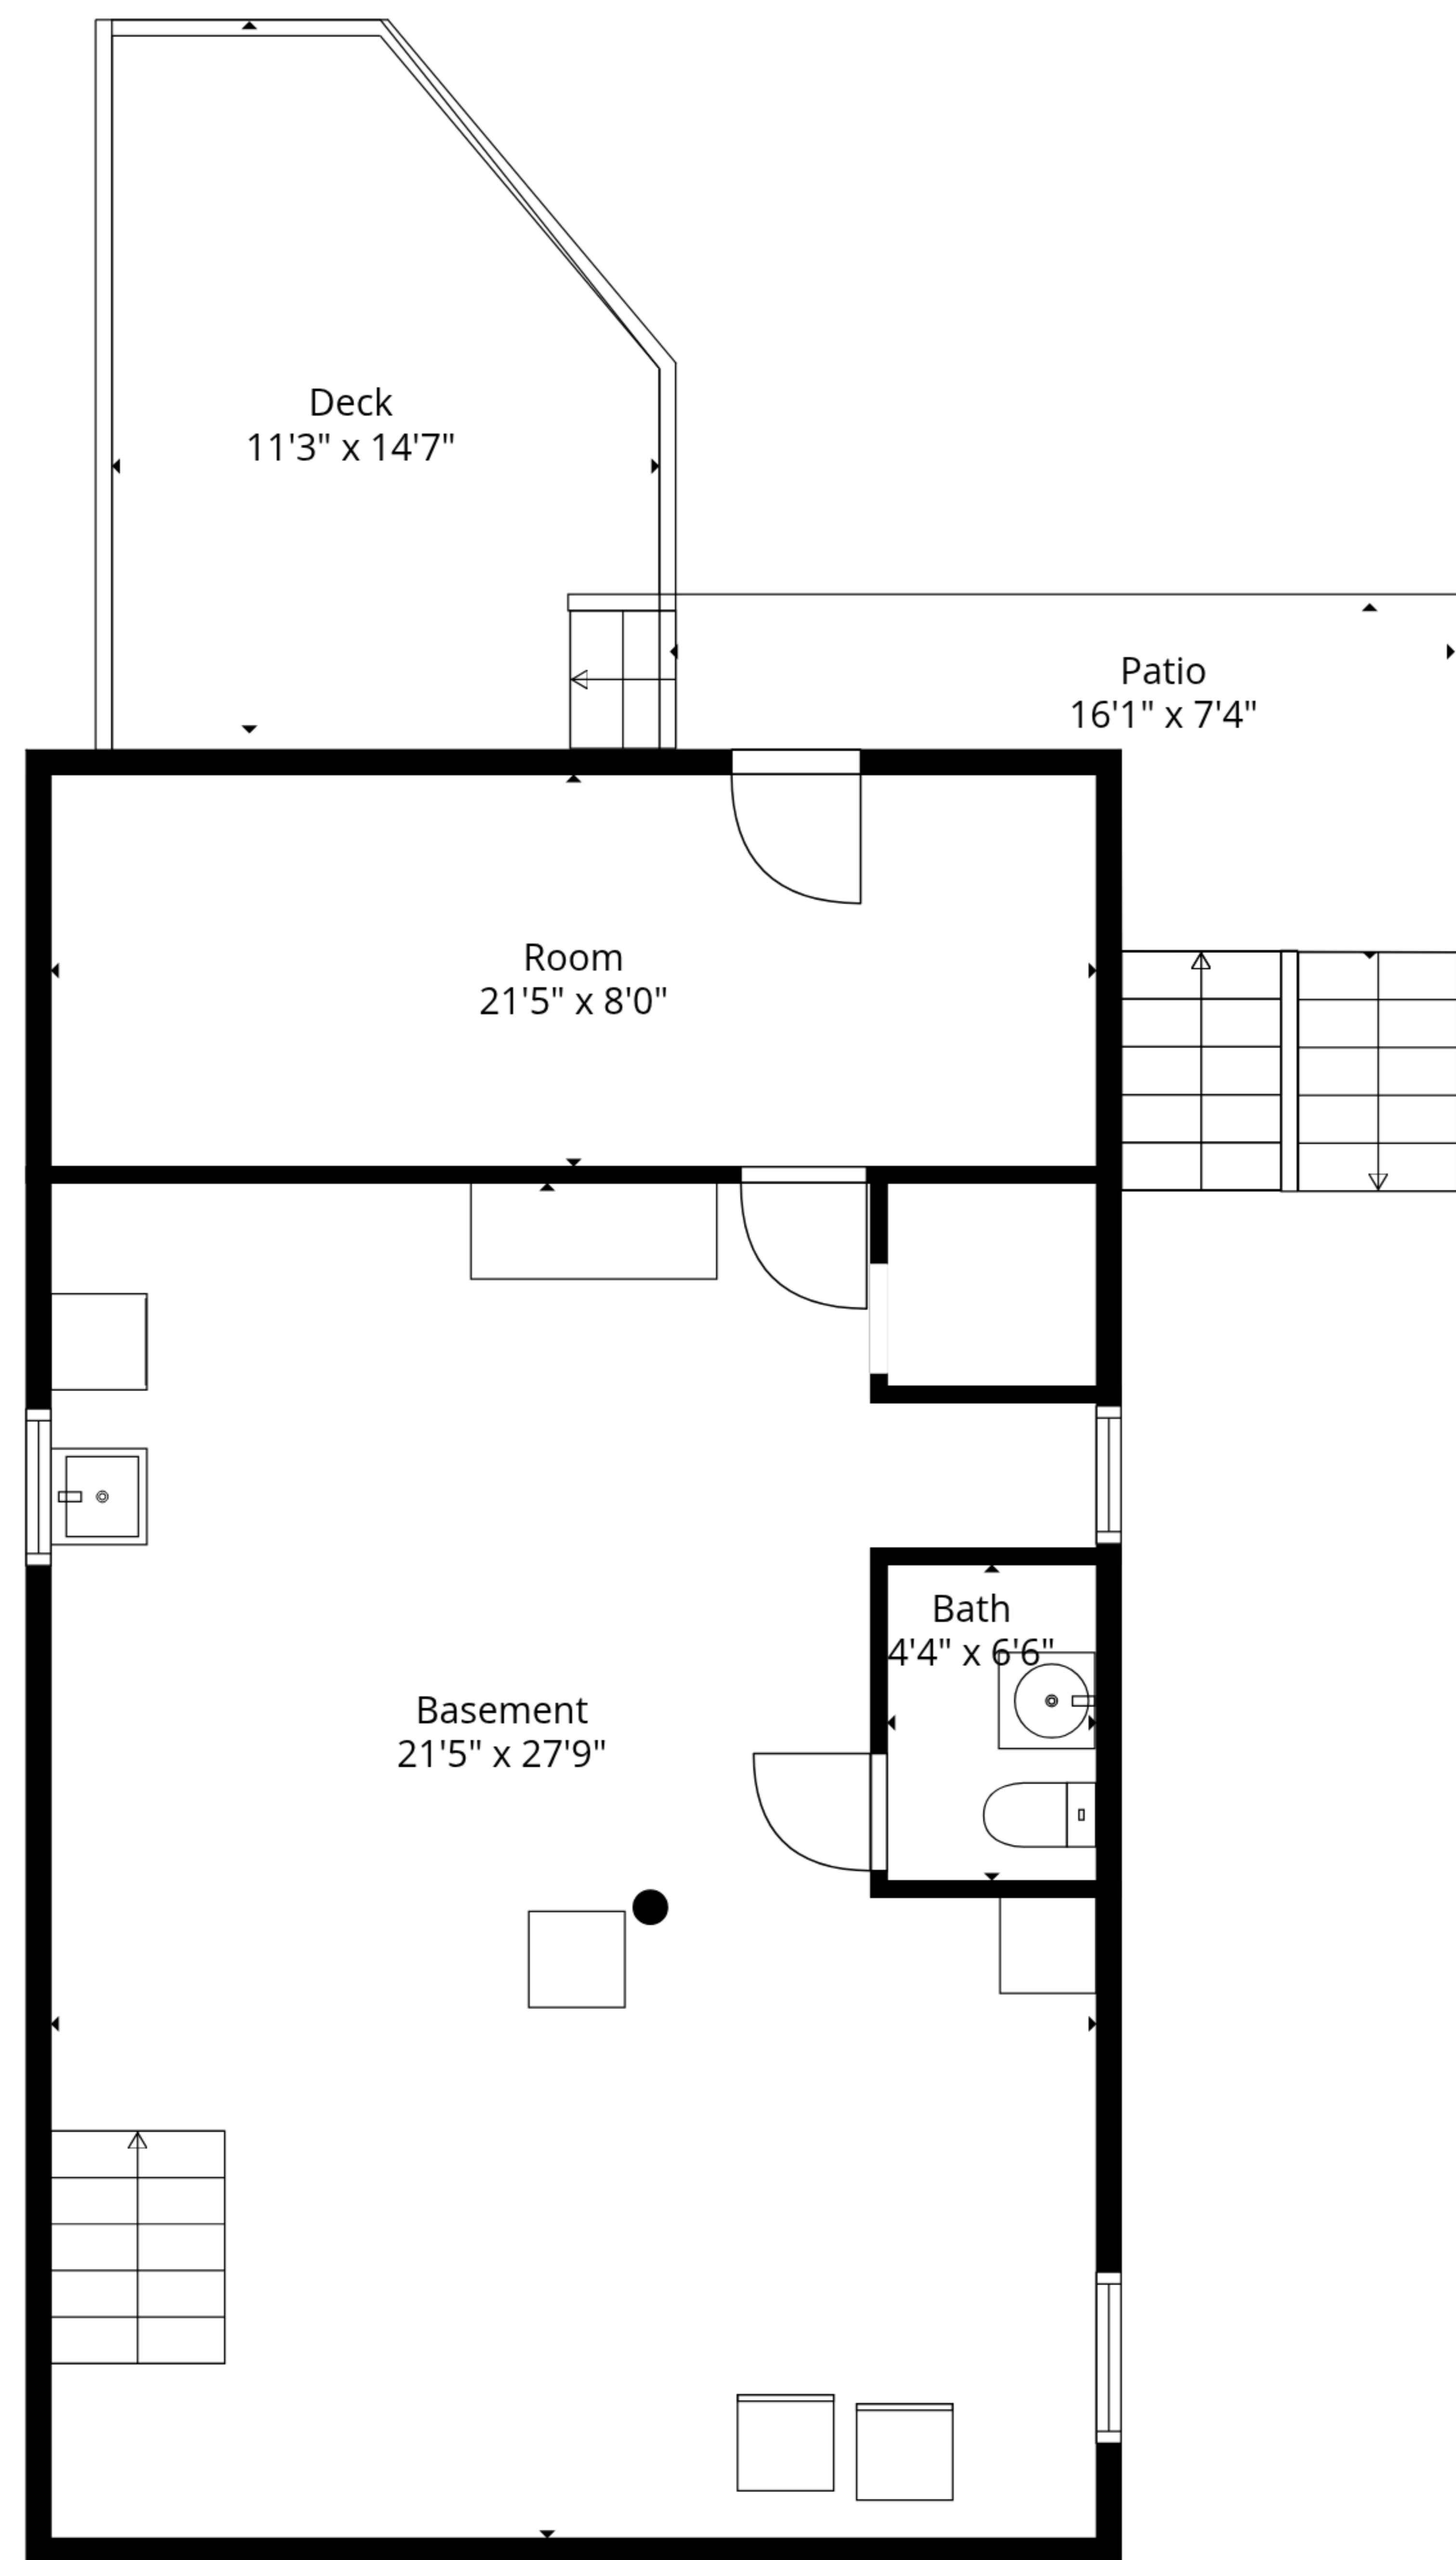 Deck
11'3" x 14'7"
Patio
16'1" x 7'4"
Room
21'5" x 8'0"
Bath
4'4" x 6'6"
Basement
21'5" x 27'9"